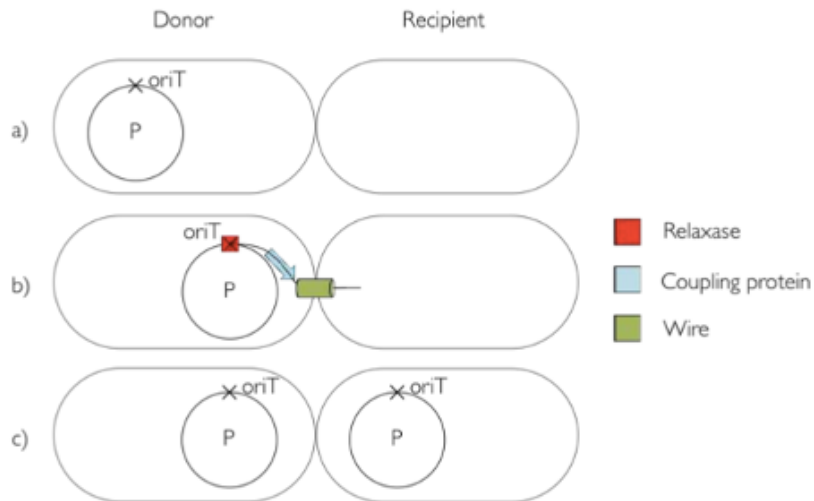 Donor Recipient
a)
oriT
P
b)
oriT
P
Relaxase
Coupling protein
Wire
c)
oriT
P
oriT
P